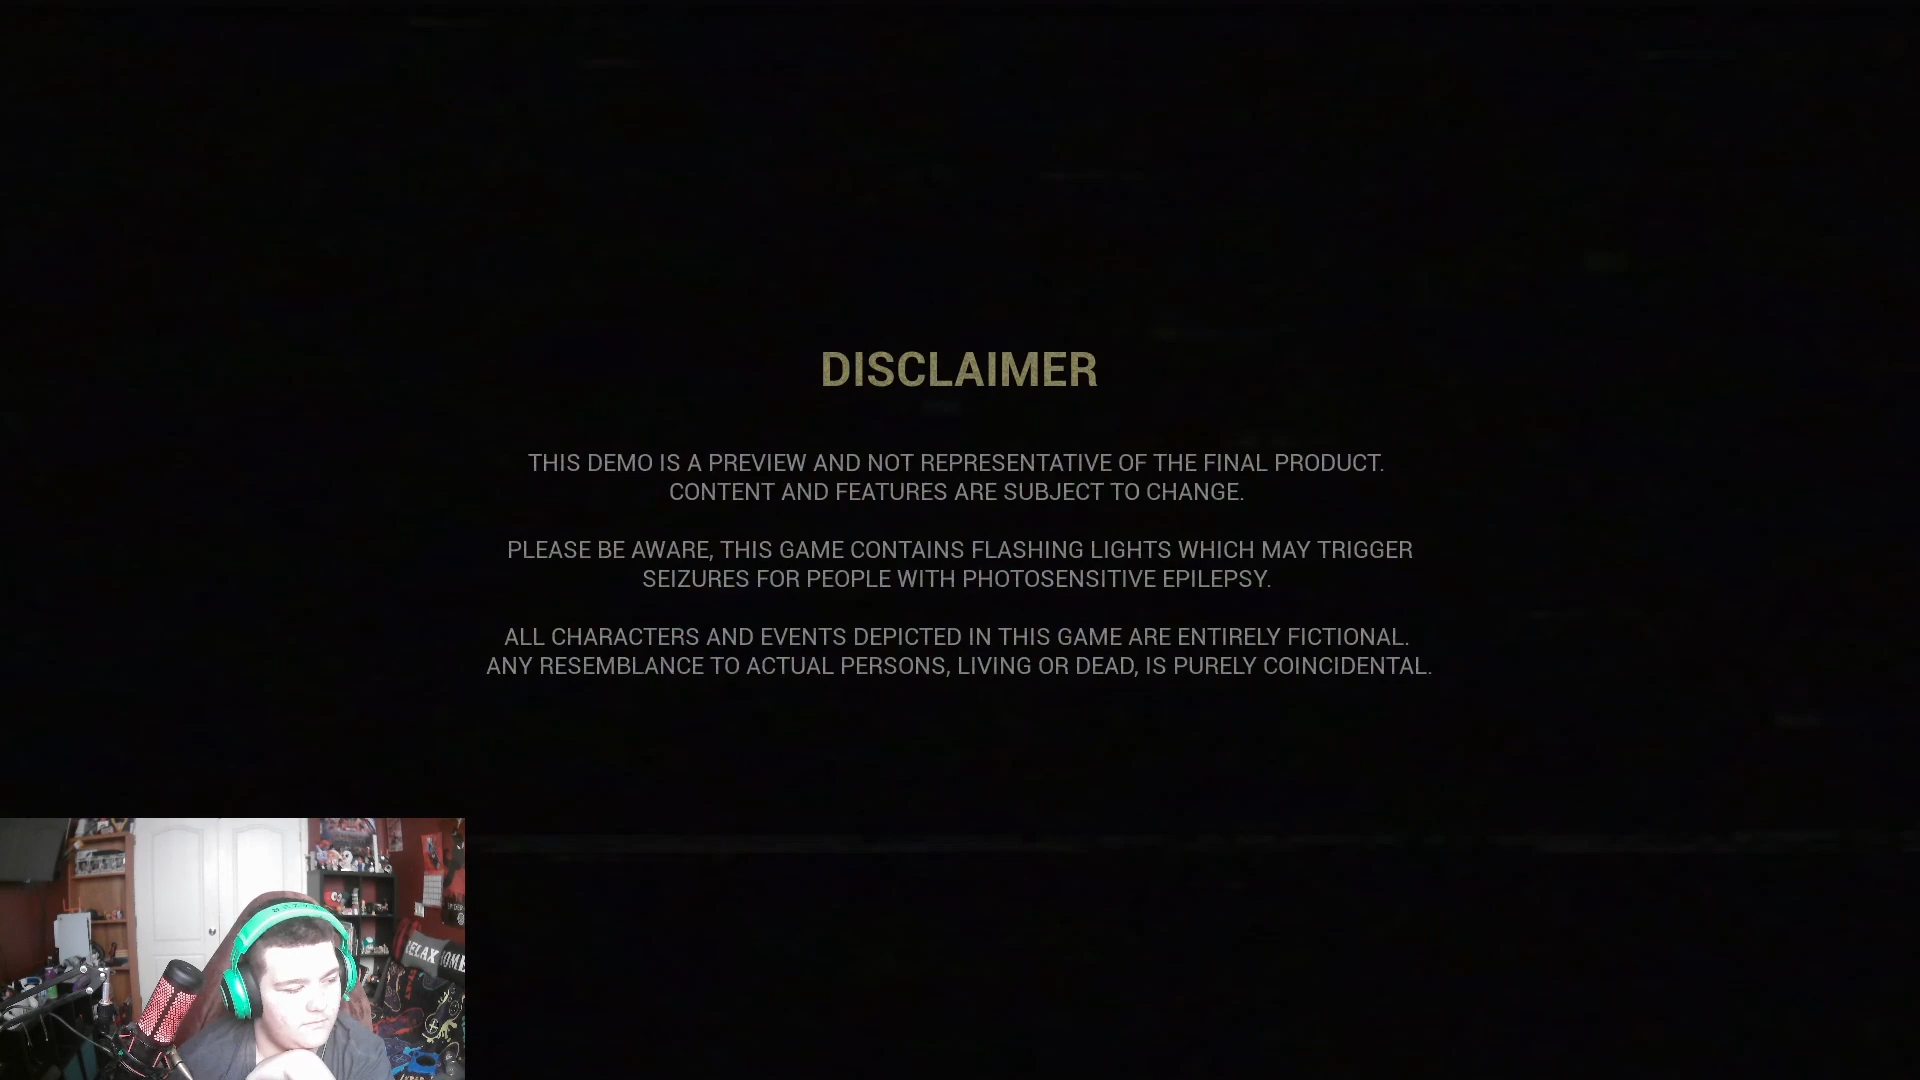 DISCLAIMER
THIS DEMO IS A PREVIEW AND NOT REPRESENTATIVE OF THE FINAL PRODUCT.
CONTENT AND FEATURES ARE SUBJECT TO CHANGE.
PLEASE BE AWARE, THIS GAME CONTAINS FLASHING LIGHTS WHICH MAY TRIGGER
SEIZURES FOR PEOPLE WITH PHOTOSENSITIVE EPILEPSY.
ALL CHARACTERS AND EVENTS DEPICTED IN THIS GAME ARE ENTIRELY FICTIONAL.
ANY RESEMBLANCE TO ACTUAL PERSONS, LIVING OR DEAD, IS PURELY COINCIDENTAL.
RELAX